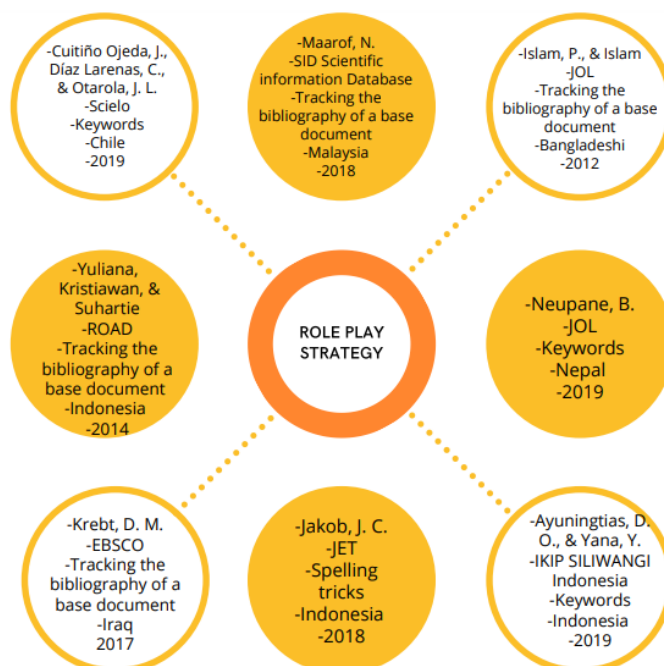 -Cuitiño Ojeda, J.,
Díaz Larenas, C.,
& Otarola, J. L.
-Scielo
-Keywords
-Chile
-2019
-Maarof, N.
-SID Scientific
information Database
-Tracking the
bibliography of a base
document
-Malaysia
-2018
-Islam, P., & Islam
-JOL
-Tracking the
bibliography of a base
document
-Bangladeshi
-2012
-Yuliana,
Kristiawan, &
Suhartie
-ROAD
-Tracking the
bibliography of a
base document
-Indonesia
-2014
ROLE PLAY
STRATEGY
-Neupane, B.
-JOL
-Keywords
-Nepal
-2019
-Krebt, D. M.
-EBSCO
-Tracking the
bibliography of a
base document
-Iraq
2017
-Jakob, J. C.
-JET
-Spelling
tricks
-Indonesia
-2018
-Ayuningtias, D.
O., & Yana, Y.
-IKIP SILIWANGI
Indonesia
-Keywords
-Indonesia
-2019